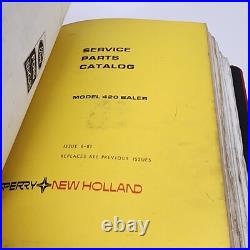 SERVICE
PARTS
CATALOG
MODEL 420 BALER
ISSUE 6-81
REPLACES ALL PREVIOUS ISSUES
SPERRY NEW HOLLAND